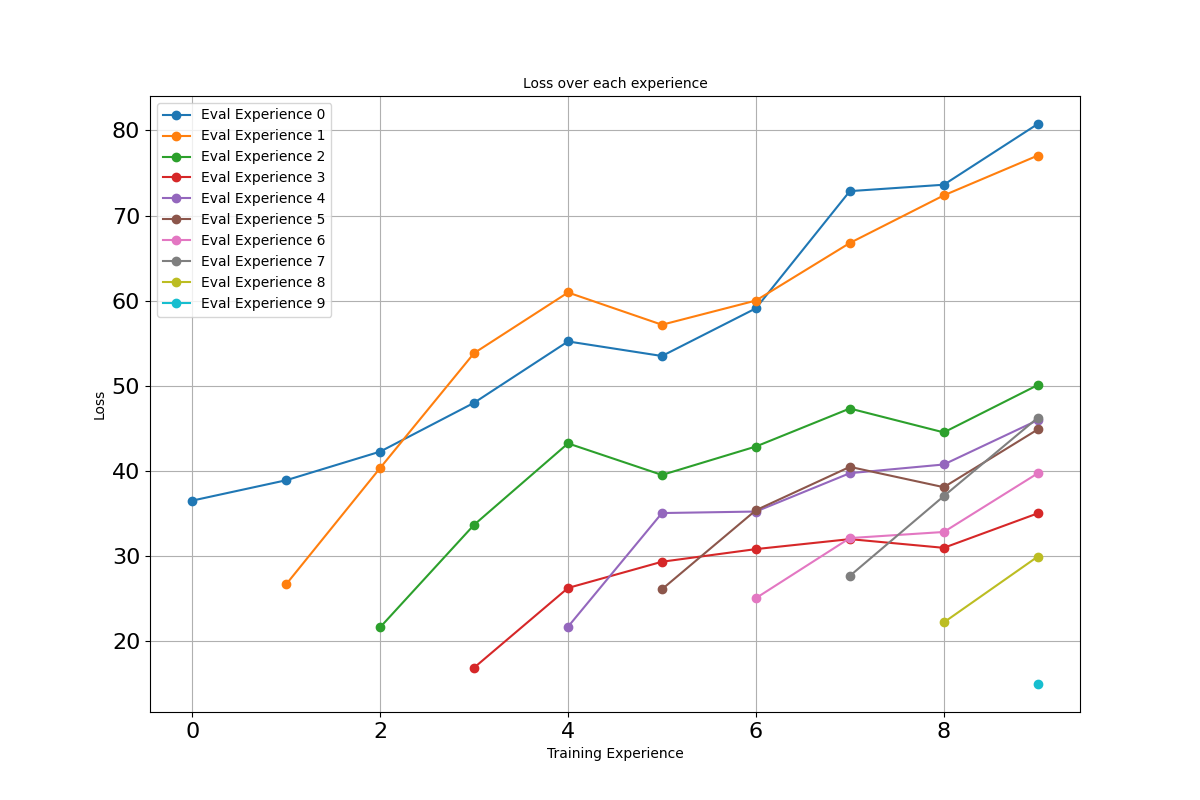 Loss over each experience
Eval Experience 0
Eval Experience 1
Eval Experience 2
Eval Experience 3
Eval Experience 4
Eval Experience 5
Eval Experience 6
Eval Experience 7
Eval Experience 8
Eval Experience 9
80
70
60
50
40
30
20
Loss
0 2 4 6 8
Training Experience